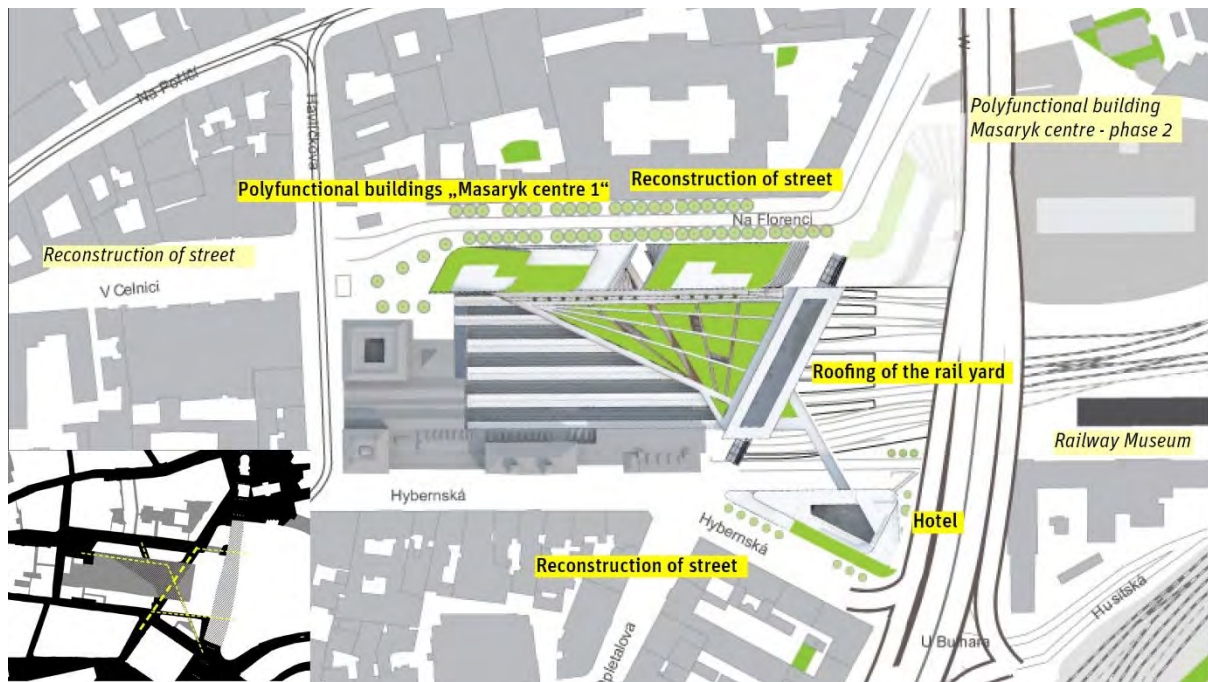 Na Poříčí
Havlíčkova
Polyfunctional building
Masaryk centre - phase 2
Polyfunctional buildings „Masaryk centre 1“
Reconstruction of street
Na Florenci
Reconstruction of street
V Celnici
Roofing of the rail yard
Railway Museum
Hybernská
Hybernská
Hotel
Reconstruction of street
Opletalova
U Bulhara
Husitská
M